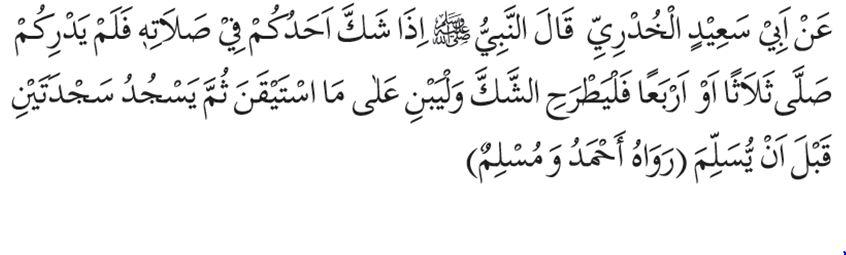 عَنْ اَبِيْ سَعِيْدٍ الْخُدْرِيِّ قَالَ النَّبِيُّ ﷺ اِذَا شَكَّ اَحَدُكُمْ فِيْ صَلَاتِهٖ فَلَمْ يَدْرِكُمْ
صَلَّى ثَلَاثًا اَوْ اَرْبَعًا فَلْيَطْرَحِ الشَّكَّ وَلْيَبْنِ عَلٰى مَا اسْتَيْقَنَ ثُمَّ يَسْجُدُ سَجْدَتَيْنِ
قَبْلَ اَنْ يُّسَلِّمَ (رَوَاهُ أَحْمَدُ وَ مُسْلِمٌ)